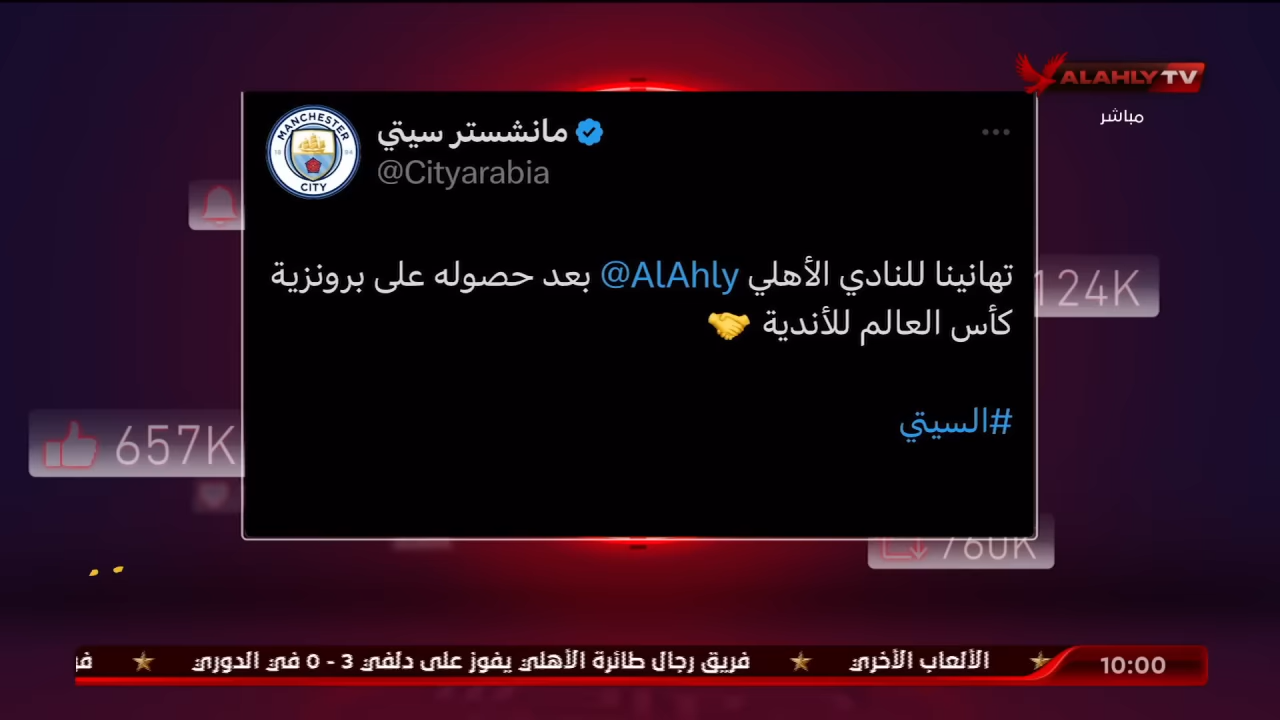 ALAHLY TV
مباشر
MANCHESTER CITY
مانشستر سيتي
@Cityarabia
تهانينا للنادي الأهلي @AlAhly بعد حصوله على برونزية
كأس العالم للأندية 🤝
#السيتي
124K
657K
760K
10:00
الألعاب الأخرى ★ فريق رجال طائرة الأهلي يفوز على دلفي 3 - 0 في الدوري ★